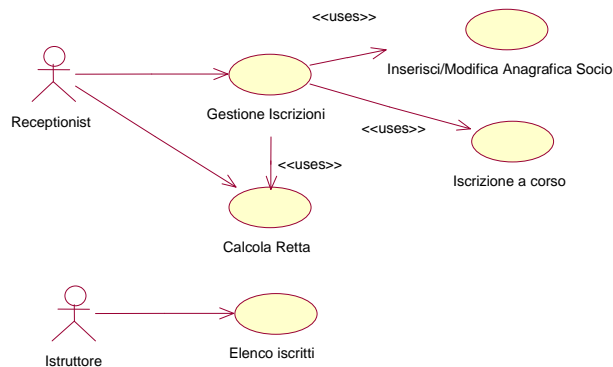 <<uses>>
Inserisci/Modifica Anagrafica Socio
Receptionist
Gestione Iscrizioni
<<uses>>
<<uses>>
Iscrizione a corso
Calcola Retta
Istruttore
Elenco iscritti